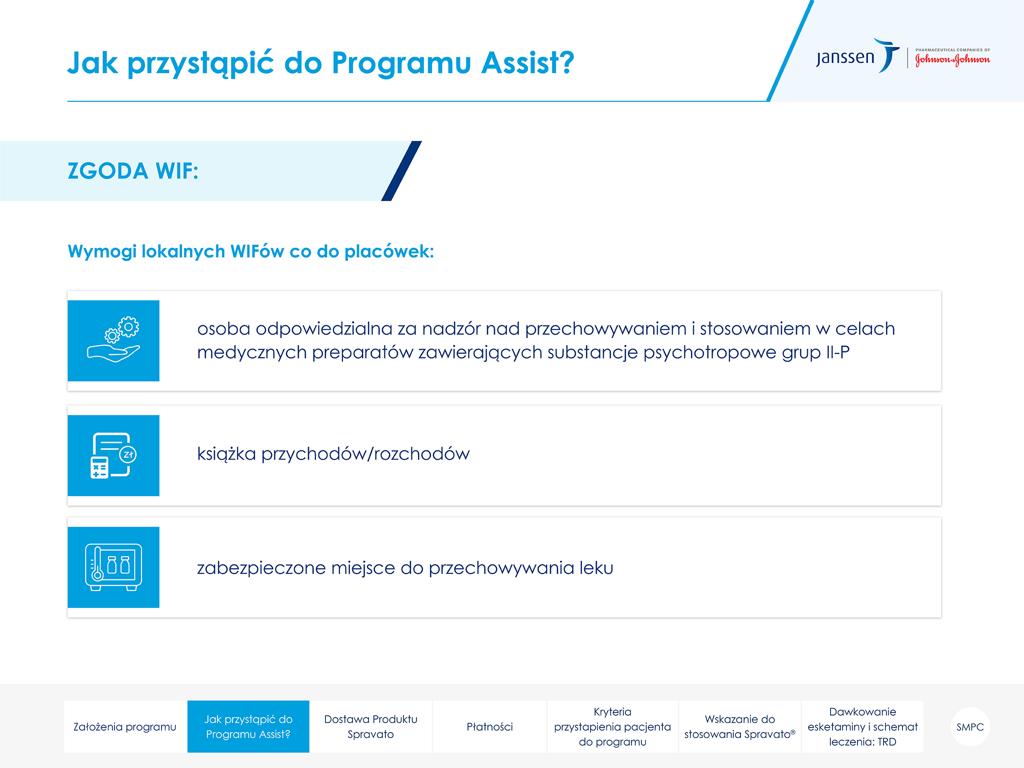 Jak przystąpić do Programu Assist?
janssen
PHARMACEUTICAL COMPANIES OF
Johnson & Johnson
ZGODA WIF:
Wymogi lokalnych WIFów co do placówek:
osoba odpowiedzialna za nadzór nad przechowywaniem i stosowaniem w celach
medycznych preparatów zawierających substancje psychotropowe grup II-P
zł
książka przychodów/rozchodów
zabezpieczone miejsce do przechowywania leku
Założenia programu
Jak przystąpić do
Programu Assist?
Dostawa Produktu
Spravato
Płatności
Kryteria
przystąpienia pacjenta
do programu
Wskazanie do
stosowania Spravato®
Dawkowanie
esketaminy i schemat
leczenia: TRD
SMPC